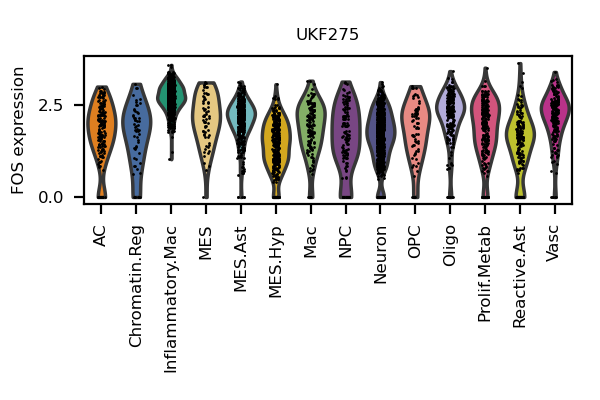 UKF275
FOS expression
2.5
0.0
AC
Chromatin.Reg
Inflammatory.Mac
MES
MES.Ast
MES.Hyp
Mac
NPC
Neuron
OPC
Oligo
Prolif.Metab
Reactive.Ast
Vasc